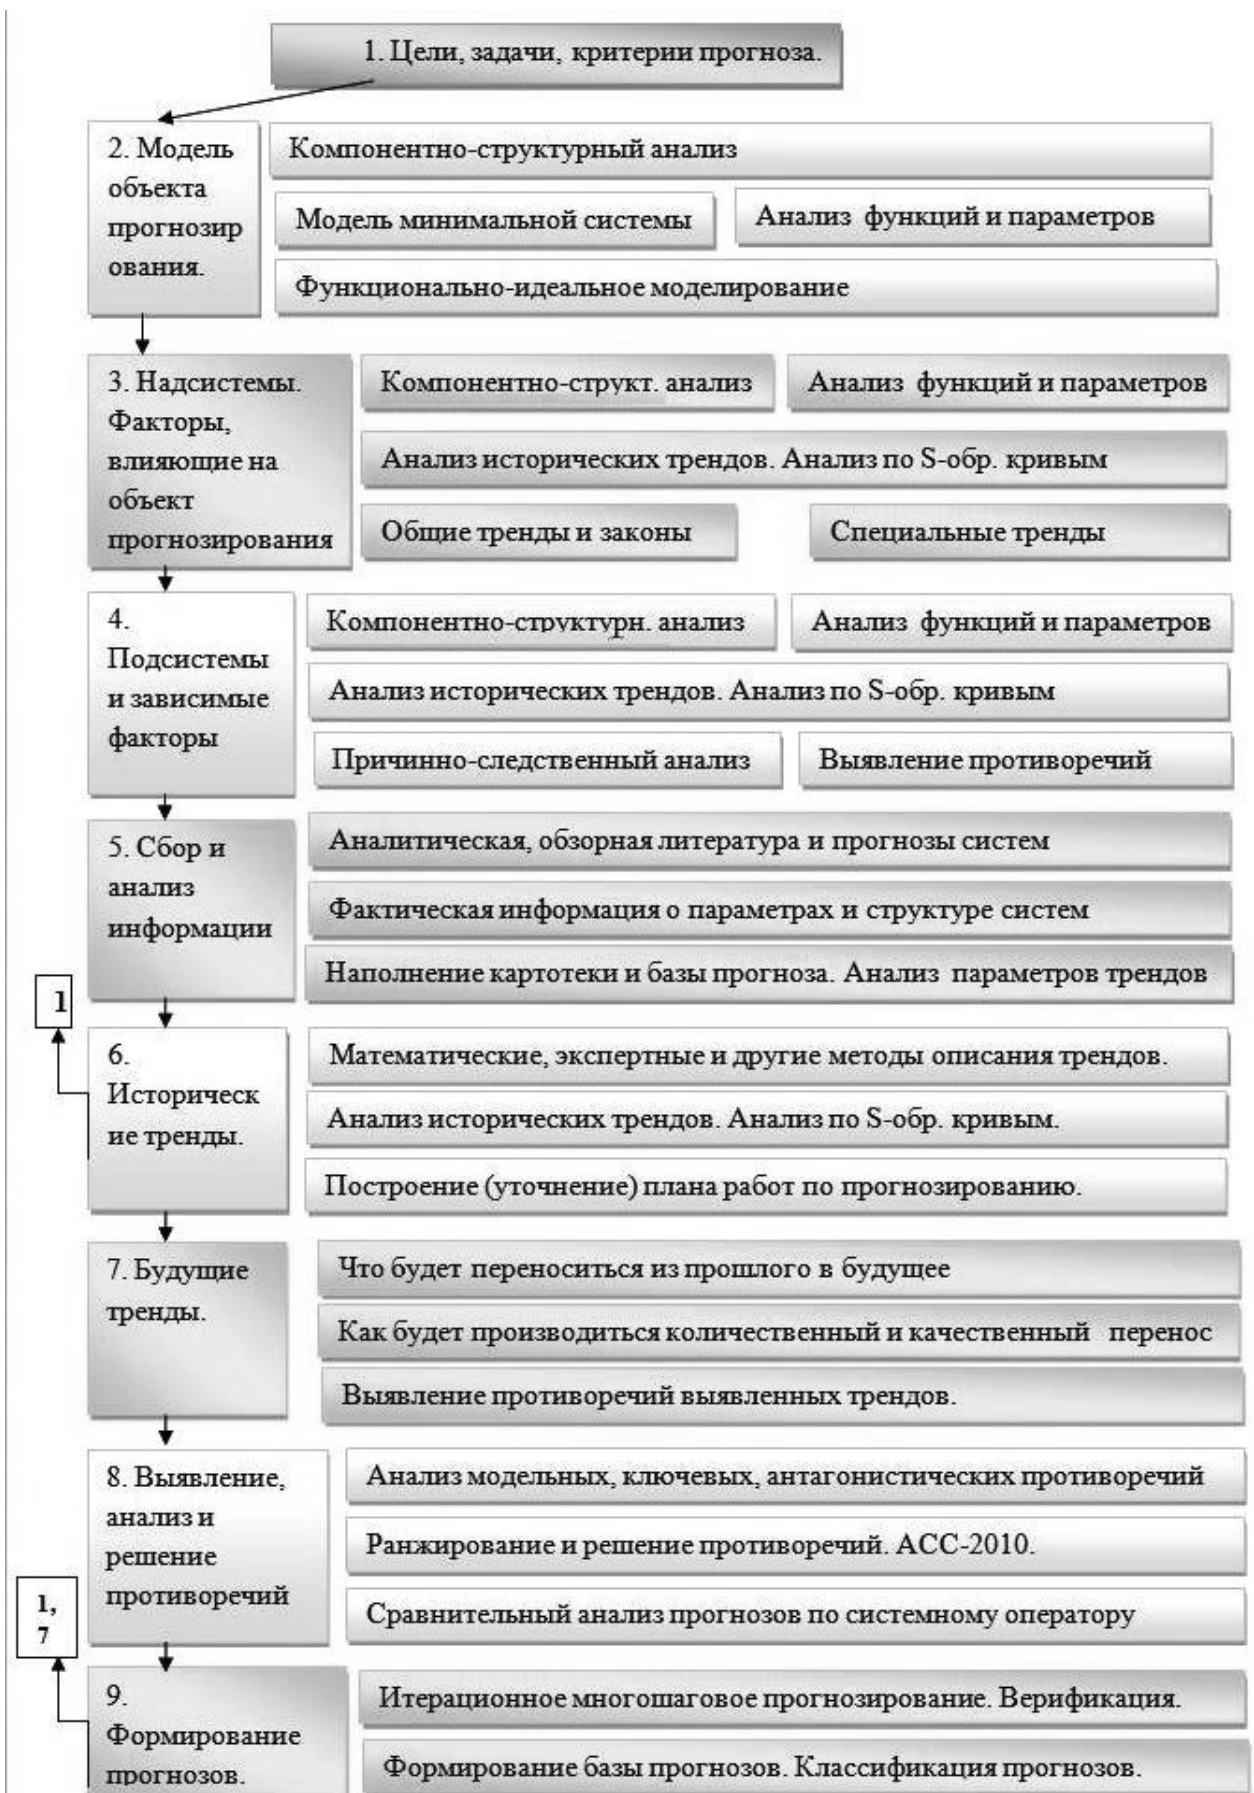 1. Цели, задачи, критерии прогноза.
2. Модель
объекта
прогнозир
ования.
Компонентно-структурный анализ
Модель минимальной системы
Анализ функций и параметров
Функционально-идеальное моделирование
3. Надсистемы.
Факторы,
влияющие на
объект
прогнозирования
Компонентно-структ. анализ
Анализ функций и параметров
Анализ исторических трендов. Анализ по S-обр. кривым
Общие тренды и законы
Специальные тренды
4.
Подсистемы
и зависимые
факторы
Компонентно-структурн. анализ
Анализ функций и параметров
Анализ исторических трендов. Анализ по S-обр. кривым
Причинно-следственный анализ
Выявление противоречий
5. Сбор и
анализ
информации
Аналитическая, обзорная литература и прогнозы систем
Фактическая информация о параметрах и структуре систем
Наполнение картотеки и базы прогноза. Анализ параметров трендов
1
6.
Историческ
ие тренды.
Математические, экспертные и другие методы описания трендов.
Анализ исторических трендов. Анализ по S-обр. кривым.
Построение (уточнение) плана работ по прогнозированию.
7. Будущие
тренды.
Что будет переноситься из прошлого в будущее
Как будет производиться количественный и качественный перенос
Выявление противоречий выявленных трендов.
8. Выявление,
анализ и
решение
противоречий
Анализ модельных, ключевых, антагонистических противоречий
Ранжирование и решение противоречий. АСС-2010.
Сравнительный анализ прогнозов по системному оператору
1,
7
9.
Формирование
прогнозов.
Итерационное многошаговое прогнозирование. Верификация.
Формирование базы прогнозов. Классификация прогнозов.